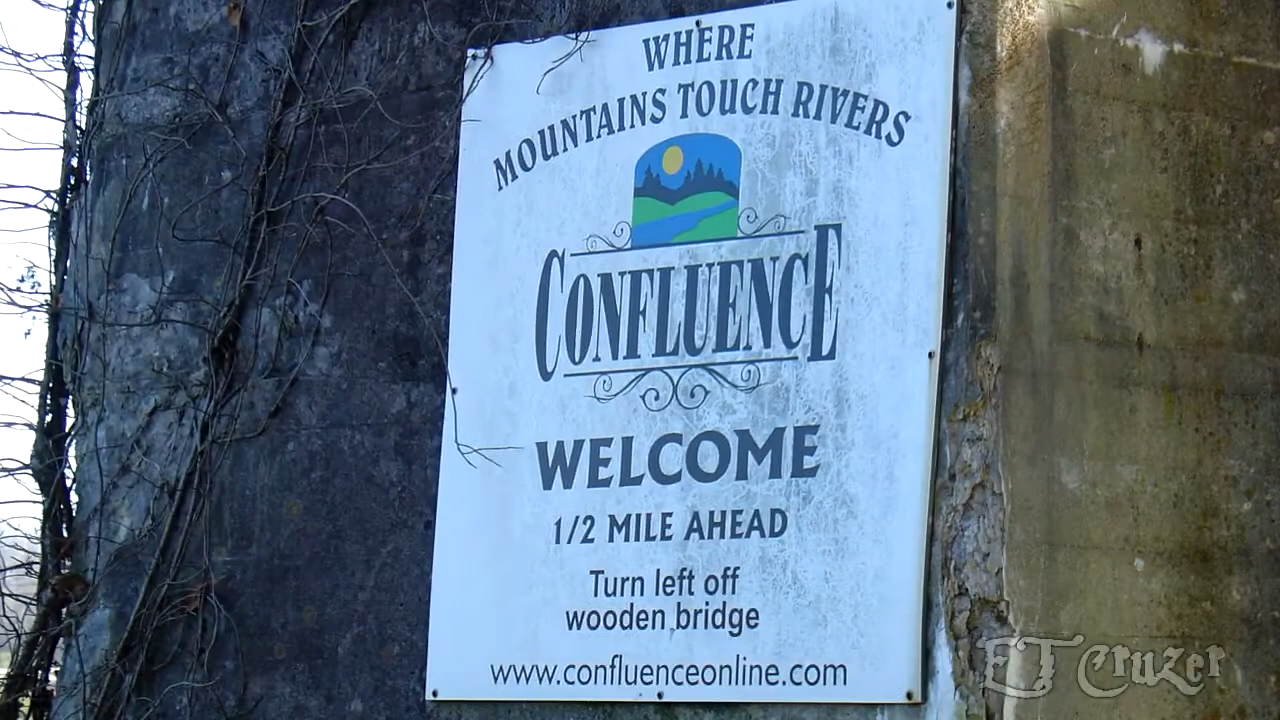 WHERE
MOUNTAINS TOUCH RIVERS
CONFLUENCE
WELCOME
1/2 MILE AHEAD
Turn left off
wooden bridge
www.confluenceonline.com
ET Cruzer